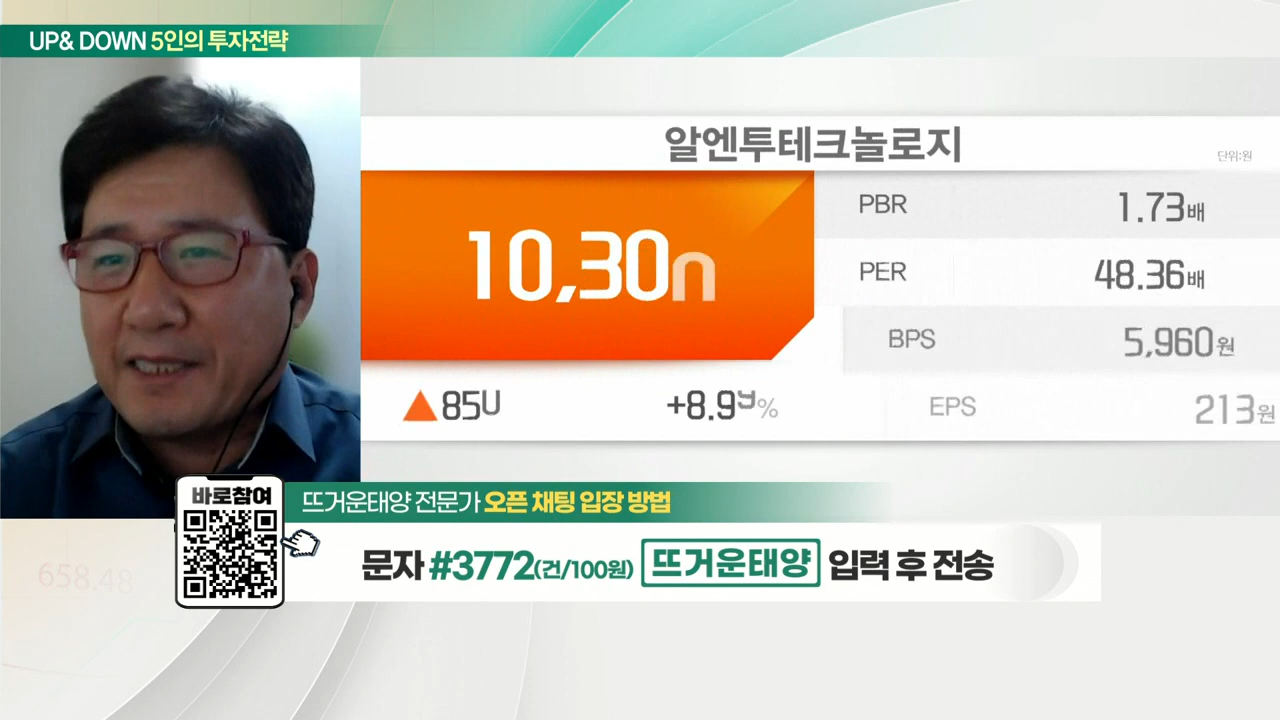 UP& DOWN 5인의 투자전략
알엔투테크놀로지
단위:원
10,30
PBR 1.73배
PER 48.36배
BPS 5,960원
EPS 213원
▲85 +8.9%
바로참여
뜨거운태양 전문가 오픈 채팅 입장 방법
문자 #3772(건/100원) 뜨거운태양 입력 후 전송
658.48